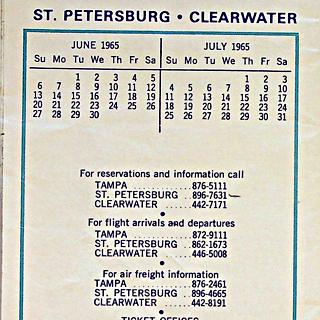 ST. PETERSBURG • CLEARWATER
JUNE 1965
Su Mo Tu We Th Fr Sa
1 2 3 4 5
6 7 8 9 10 11 12
13 14 15 16 17 18 19
20 21 22 23 24 25 26
27 28 29 30
JULY 1965
Su Mo Tu We Th Fr Sa
1 2 3
4 5 6 7 8 9 10
11 12 13 14 15 16 17
18 19 20 21 22 23 24
25 26 27 28 29 30 31
For reservations and information call
TAMPA .............876-5111
ST. PETERSBURG ..896-7631
CLEARWATER ......442-7171
•
For flight arrivals and departures
TAMPA .............872-9111
ST. PETERSBURG ..862-1673
CLEARWATER ......446-5008
•
For air freight information
TAMPA .............876-2461
ST. PETERSBURG ..896-4665
CLEARWATER ......442-8191
•
TICKET OFFICES